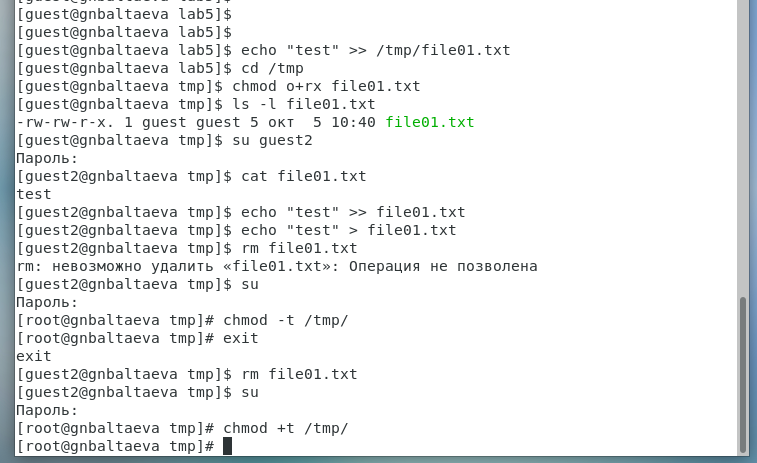 [guest@gnbaltaeva lab5]$
[guest@gnbaltaeva lab5]$
[guest@gnbaltaeva lab5]$
[guest@gnbaltaeva lab5]$ echo "test" >> /tmp/file01.txt
[guest@gnbaltaeva lab5]$ cd /tmp
[guest@gnbaltaeva tmp]$ chmod o+rx file01.txt
[guest@gnbaltaeva tmp]$ ls -l file01.txt
-rw-rw-r-x. 1 guest guest 5 окт  5 10:40 file01.txt
[guest@gnbaltaeva tmp]$ su guest2
Пароль:
[guest2@gnbaltaeva tmp]$ cat file01.txt
test
[guest2@gnbaltaeva tmp]$ echo "test" >> file01.txt
[guest2@gnbaltaeva tmp]$ echo "test" > file01.txt
[guest2@gnbaltaeva tmp]$ rm file01.txt
rm: невозможно удалить «file01.txt»: Операция не позволена
[guest2@gnbaltaeva tmp]$ su
Пароль:
[root@gnbaltaeva tmp]# chmod -t /tmp/
[root@gnbaltaeva tmp]# exit
exit
[guest2@gnbaltaeva tmp]$ rm file01.txt
[guest2@gnbaltaeva tmp]$ su
Пароль:
[root@gnbaltaeva tmp]# chmod +t /tmp/
[root@gnbaltaeva tmp]#